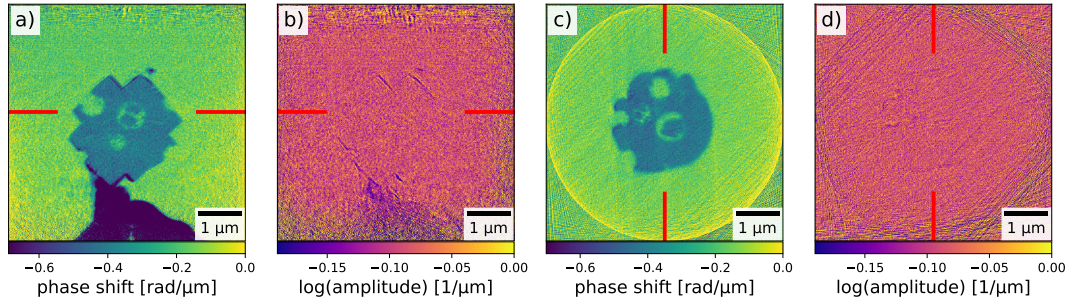 a) b) c) d)
1 μm 1 μm 1 μm 1 μm
−0.6 −0.4 −0.2 0.0 −0.15 −0.10 −0.05 0.00 −0.6 −0.4 −0.2 0.0 −0.15 −0.10 −0.05 0.00
phase shift [rad/μm] log(amplitude) [1/μm] phase shift [rad/μm] log(amplitude) [1/μm]